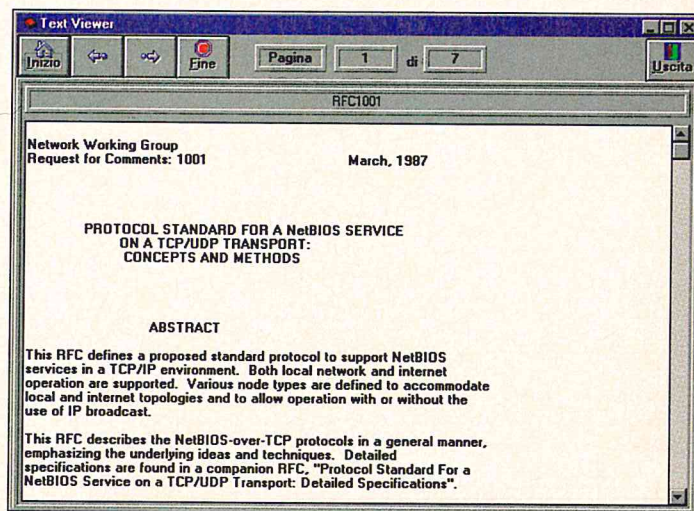 Text Viewer
Inizio
Fine
Pagina 1 di 7
Uscita
RFC1001
Network Working Group
Request for Comments: 1001 March, 1987
PROTOCOL STANDARD FOR A NetBIOS SERVICE
ON A TCP/UDP TRANSPORT:
CONCEPTS AND METHODS
ABSTRACT
This RFC defines a proposed standard protocol to support NetBIOS
services in a TCP/IP environment. Both local network and internet
operation are supported. Various node types are defined to accommodate
local and internet topologies and to allow operation with or without the
use of IP broadcast.
This RFC describes the NetBIOS-over-TCP protocols in a general manner,
emphasizing the underlying ideas and techniques. Detailed
specifications are found in a companion RFC, "Protocol Standard For a
NetBIOS Service on a TCP/UDP Transport: Detailed Specifications".